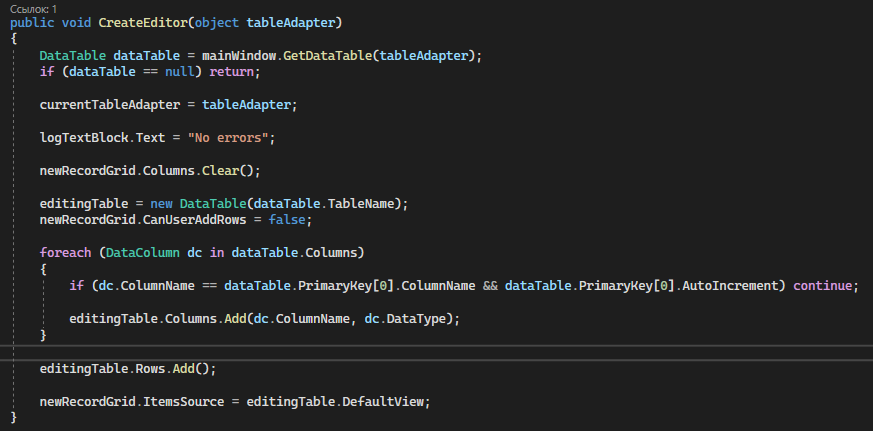 Ссылок: 1
public void CreateEditor(object tableAdapter)
{
    DataTable dataTable = mainWindow.GetDataTable(tableAdapter);
    if (dataTable == null) return;

    currentTableAdapter = tableAdapter;

    logTextBlock.Text = "No errors";

    newRecordGrid.Columns.Clear();

    editingTable = new DataTable(dataTable.TableName);
    newRecordGrid.CanUserAddRows = false;

    foreach (DataColumn dc in dataTable.Columns)
    {
        if (dc.ColumnName == dataTable.PrimaryKey[0].ColumnName && dataTable.PrimaryKey[0].AutoIncrement) continue;

        editingTable.Columns.Add(dc.ColumnName, dc.DataType);
    }

    editingTable.Rows.Add();

    newRecordGrid.ItemsSource = editingTable.DefaultView;
}